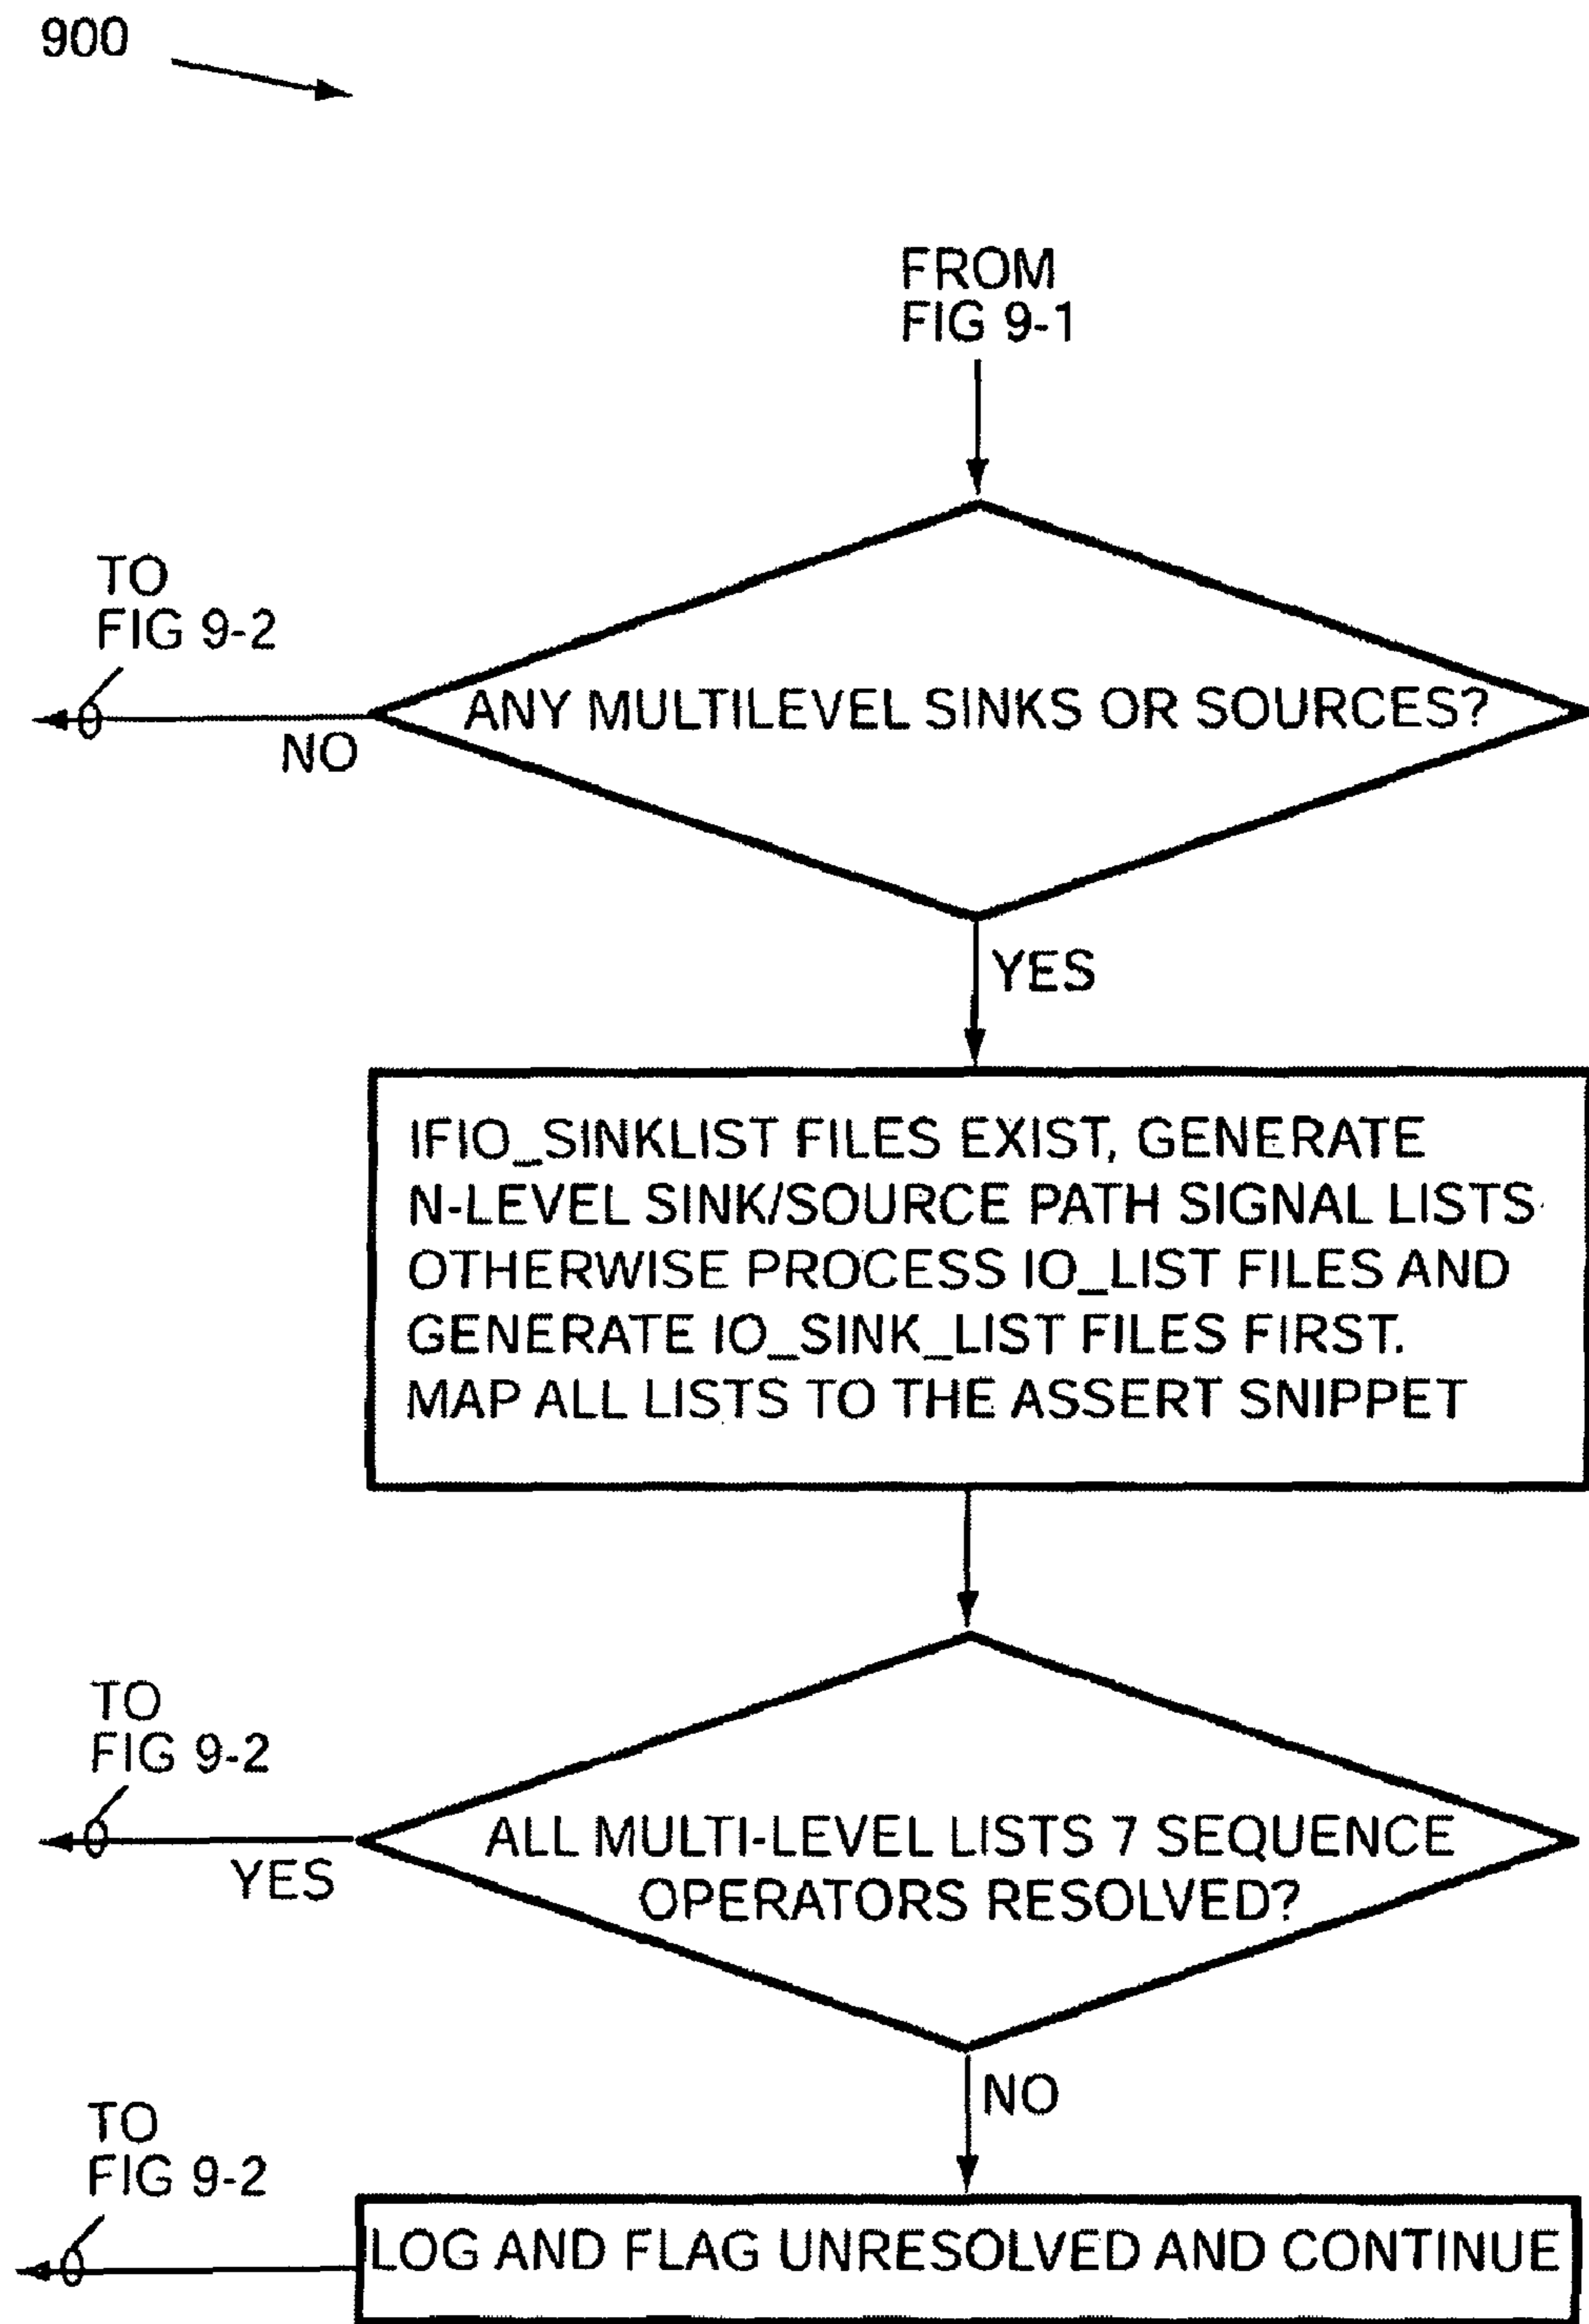 900
FROM
FIG 9-1
TO
FIG 9-2
ANY MULTILEVEL SINKS OR SOURCES?
NO
YES
IFIO_SINKLIST FILES EXIST, GENERATE
N-LEVEL SINK/SOURCE PATH SIGNAL LISTS
OTHERWISE PROCESS IO_LIST FILES AND
GENERATE IO_SINK_LIST FILES FIRST.
MAP ALL LISTS TO THE ASSERT SNIPPET
TO
FIG 9-2
ALL MULTI-LEVEL LISTS 7 SEQUENCE
OPERATORS RESOLVED?
YES
NO
TO
FIG 9-2
LOG AND FLAG UNRESOLVED AND CONTINUE